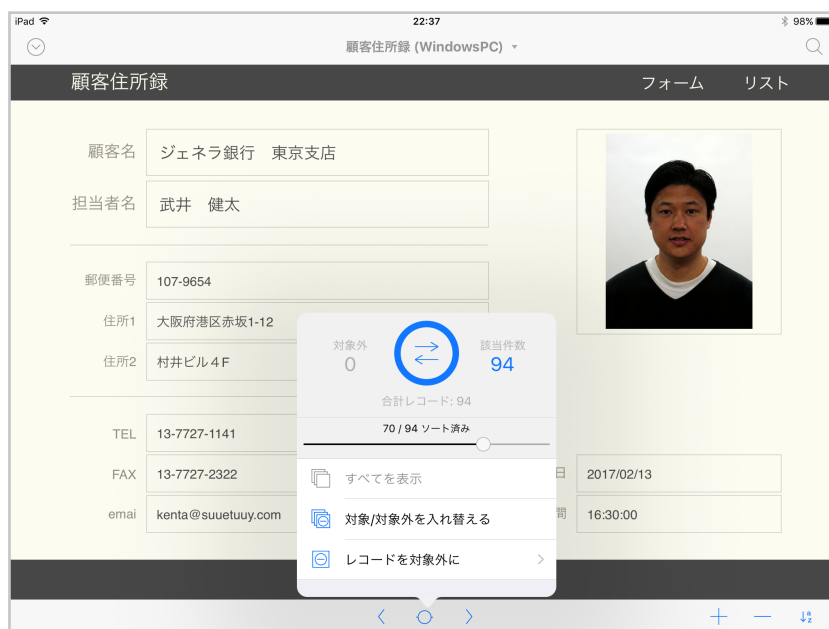 iPad 22:37 98%
顧客住所録 (WindowsPC)
顧客住所録 フォーム リスト
顧客名 ジェネラ銀行　東京支店
担当者名 武井　健太
郵便番号 107-9654
住所1 大阪府港区赤坂1-12
住所2 村井ビル４F
対象外 該当件数
0 94
合計レコード: 94
70 / 94 ソート済み
TEL 13-7727-1141
FAX 13-7727-2322
日 2017/02/13
emai kenta@suuetuuy.com
間 16:30:00
すべてを表示
対象/対象外を入れ替える
レコードを対象外に